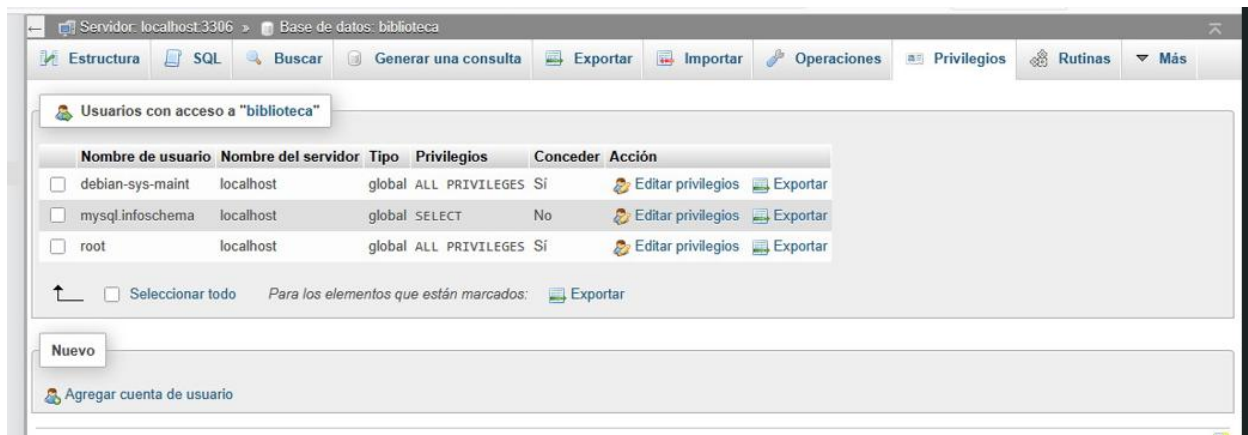 Servidor: localhost:3306 » Base de datos: biblioteca
Estructura SQL Buscar Generar una consulta Exportar Importar Operaciones Privilegios Rutinas Más
Usuarios con acceso a "biblioteca"
Nombre de usuario Nombre del servidor Tipo Privilegios Conceder Acción
debian-sys-maint localhost global ALL PRIVILEGES Sí Editar privilegios Exportar
mysql.infoschema localhost global SELECT No Editar privilegios Exportar
root localhost global ALL PRIVILEGES Sí Editar privilegios Exportar
Seleccionar todo Para los elementos que están marcados: Exportar
Nuevo
Agregar cuenta de usuario